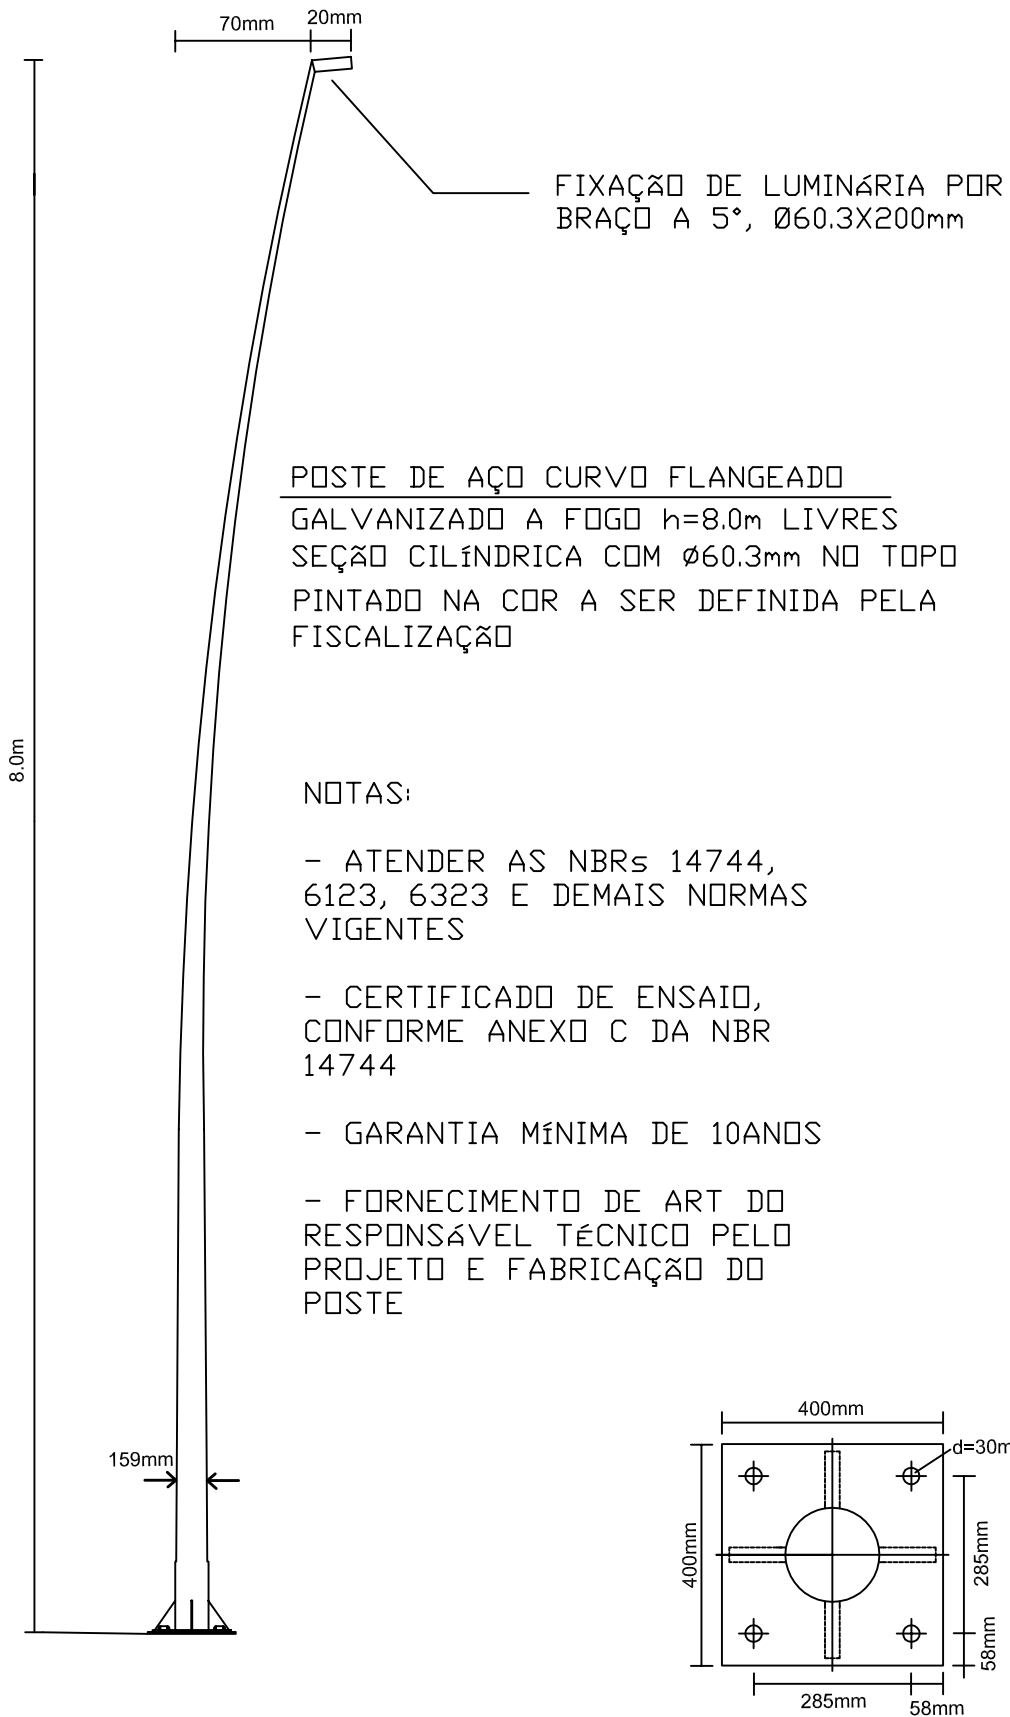 70mm
20mm
FIXAÇÃO DE LUMINÁRIA POR
BRAÇO A 5°, Ø60.3X200mm
POSTE DE AÇO CURVO FLANGEADO
GALVANIZADO A FOGO h=8.0m LIVRES
SEÇÃO CILÍNDRICA COM Ø60.3mm NO TOPO
PINTADO NA COR A SER DEFINIDA PELA
FISCALIZAÇÃO
8.0m
NOTAS:
- ATENDER AS NBRs 14744,
6123, 6323 E DEMAIS NORMAS
VIGENTES
- CERTIFICADO DE ENSAIO,
CONFORME ANEXO C DA NBR
14744
- GARANTIA MÍNIMA DE 10ANOS
- FORNECIMENTO DE ART DO
RESPONSÁVEL TÉCNICO PELO
PROJETO E FABRICAÇÃO DO
POSTE
159mm
400mm
d=30m
400mm
285mm
58mm
285mm
58mm